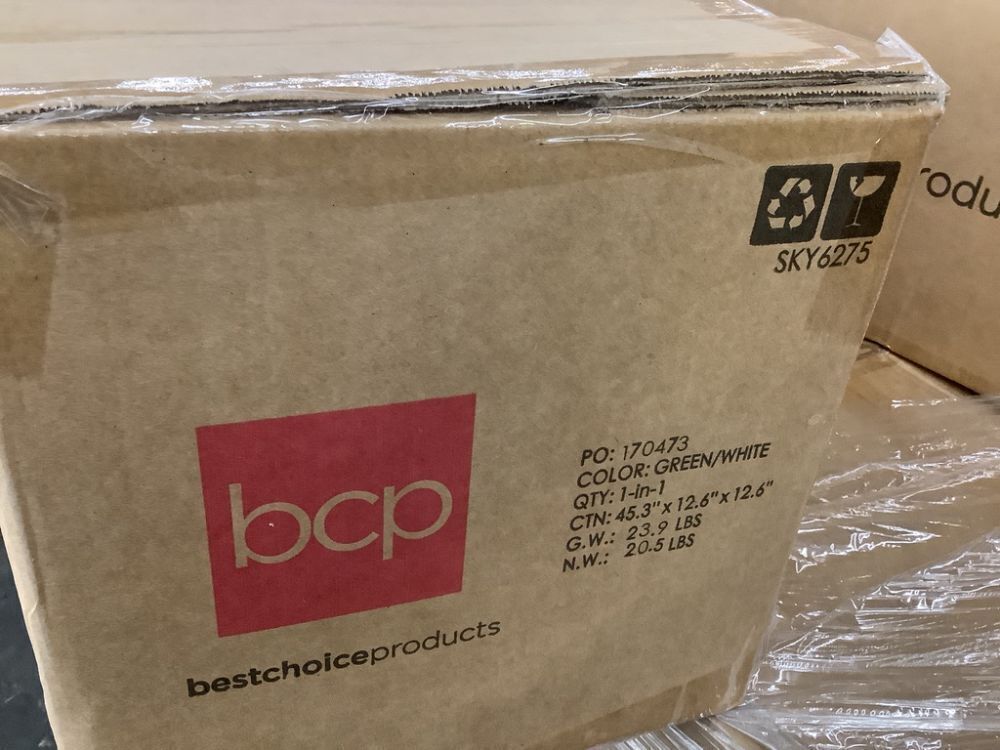 SKY6275
bcp
bestchoiceproducts
PO: 170473
COLOR: GREEN/WHITE
QTY: 1-in-1
CTN: 45.3" x 12.6" x 12.6"
G.W.: 23.9 LBS
N.W.: 20.5 LBS
rodu